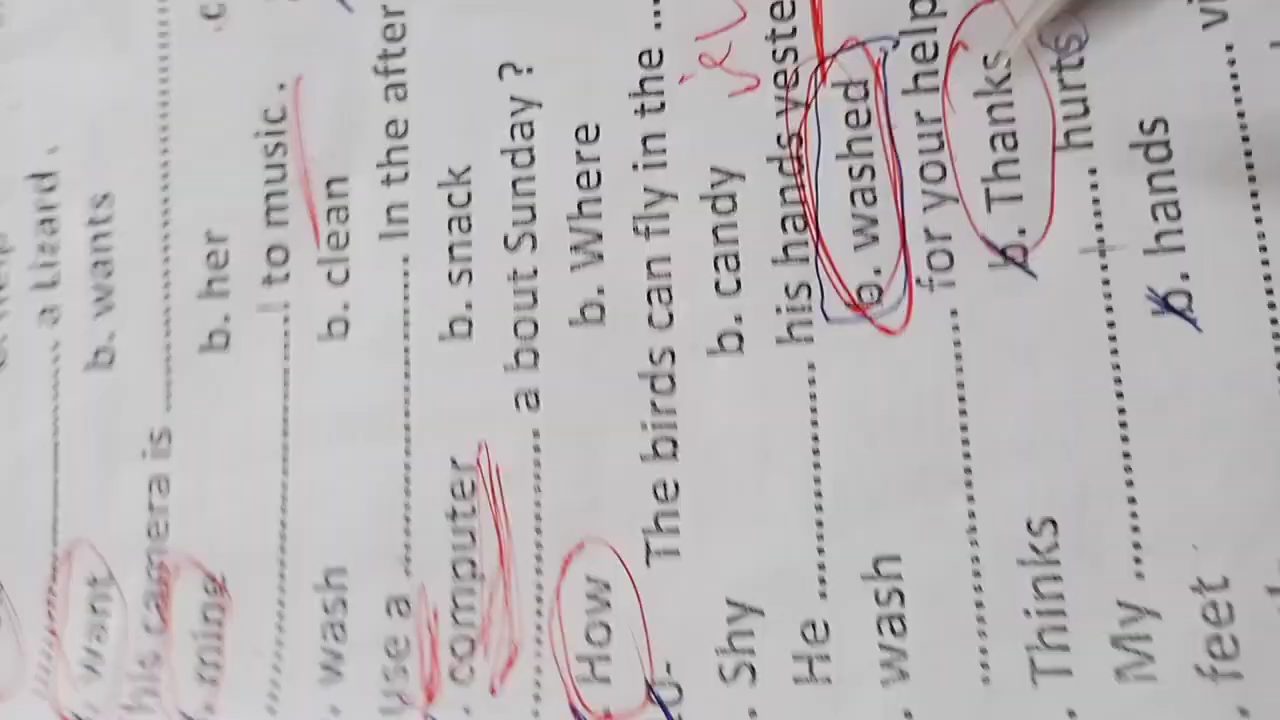 a Lizard .
want b. wants
his camera is
mine b. her
to music .
wash b. clean
use a ........ In the after
computer b. snack
........ a bout Sunday ?
How b. Where
The birds can fly in the ...
Shy b. candy
He ........ his hands yeste
wash b. washed
........ for your help
Thinks b. Thanks
My ........ hurts
feet b. hands